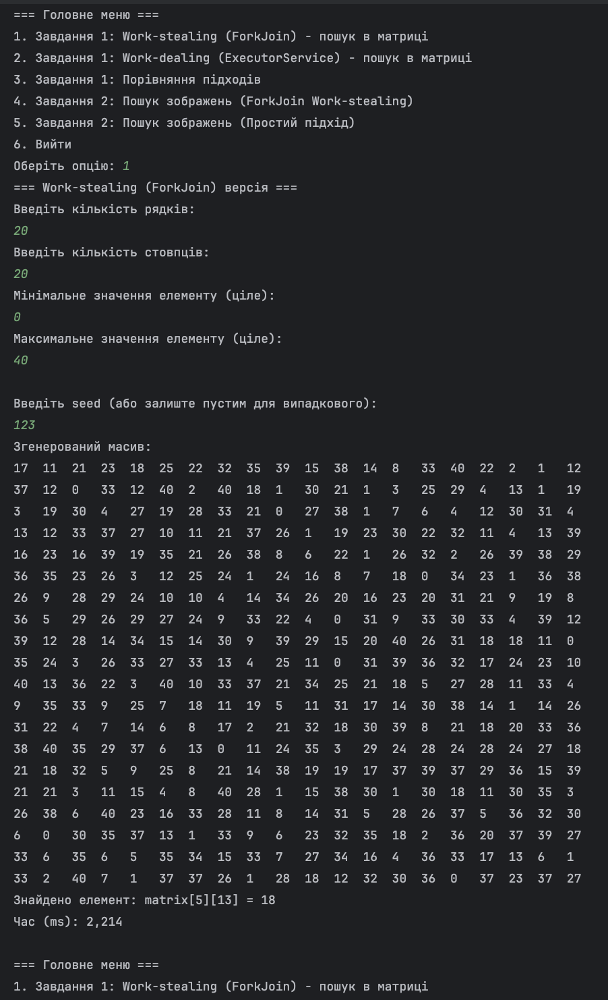 === Головне меню ===
1. Завдання 1: Work-stealing (ForkJoin) - пошук в матриці
2. Завдання 1: Work-dealing (ExecutorService) - пошук в матриці
3. Завдання 1: Порівняння підходів
4. Завдання 2: Пошук зображень (ForkJoin Work-stealing)
5. Завдання 2: Пошук зображень (Простий підхід)
6. Вийти
Оберіть опцію: 1
=== Work-stealing (ForkJoin) версія ===
Введіть кількість рядків:
20
Введіть кількість стовпців:
20
Мінімальне значення елементу (ціле):
0
Максимальне значення елементу (ціле):
40
Введіть seed (або залиште пустим для випадкового):
123
Згенерований масив:
17 11 21 23 18 25 22 32 35 39 15 38 14 8 33 40 22 2 1 12
37 12 0 33 12 40 2 40 18 1 30 21 1 3 25 29 4 13 1 19
3 19 30 4 27 19 28 33 21 0 27 38 1 7 6 4 12 30 31 4
13 12 33 37 27 10 11 21 37 26 1 19 23 30 22 32 11 4 13 39
16 23 16 39 19 35 21 26 38 8 6 22 1 26 32 2 26 39 38 29
36 35 23 26 3 12 25 24 1 24 16 8 7 18 0 34 23 1 36 38
26 9 28 29 24 10 10 4 14 34 26 20 16 23 20 31 21 9 19 8
36 5 29 26 29 27 24 9 33 22 4 0 31 9 33 30 33 4 39 12
39 12 28 14 34 15 14 30 9 39 29 15 20 40 26 31 18 18 11 0
35 24 3 26 33 27 33 13 4 25 11 0 31 39 36 32 17 24 23 10
40 13 36 22 3 40 10 33 37 21 34 25 21 18 5 27 28 11 33 4
9 35 33 9 25 7 18 11 19 5 11 31 17 14 30 38 14 1 14 26
31 22 4 7 14 6 8 17 2 21 32 18 30 39 8 21 18 20 33 36
38 40 35 29 37 6 13 0 11 24 35 3 29 24 28 24 28 24 27 18
21 18 32 5 9 25 8 21 14 38 19 19 17 37 39 37 29 36 15 39
21 21 3 11 15 4 8 40 28 1 15 38 30 1 30 18 11 30 35 3
26 38 6 40 23 16 33 28 11 8 14 31 5 28 26 37 5 36 32 30
6 0 30 35 37 13 1 33 9 6 23 32 35 18 2 36 20 37 39 27
33 6 35 6 5 35 34 15 33 7 27 34 16 4 36 33 17 13 6 1
33 2 40 7 1 37 37 26 1 28 18 12 32 30 36 0 37 23 37 27
Знайдено елемент: matrix[5][13] = 18
Час (ms): 2,214
=== Головне меню ===
1. Завдання 1: Work-stealing (ForkJoin) - пошук в матриці